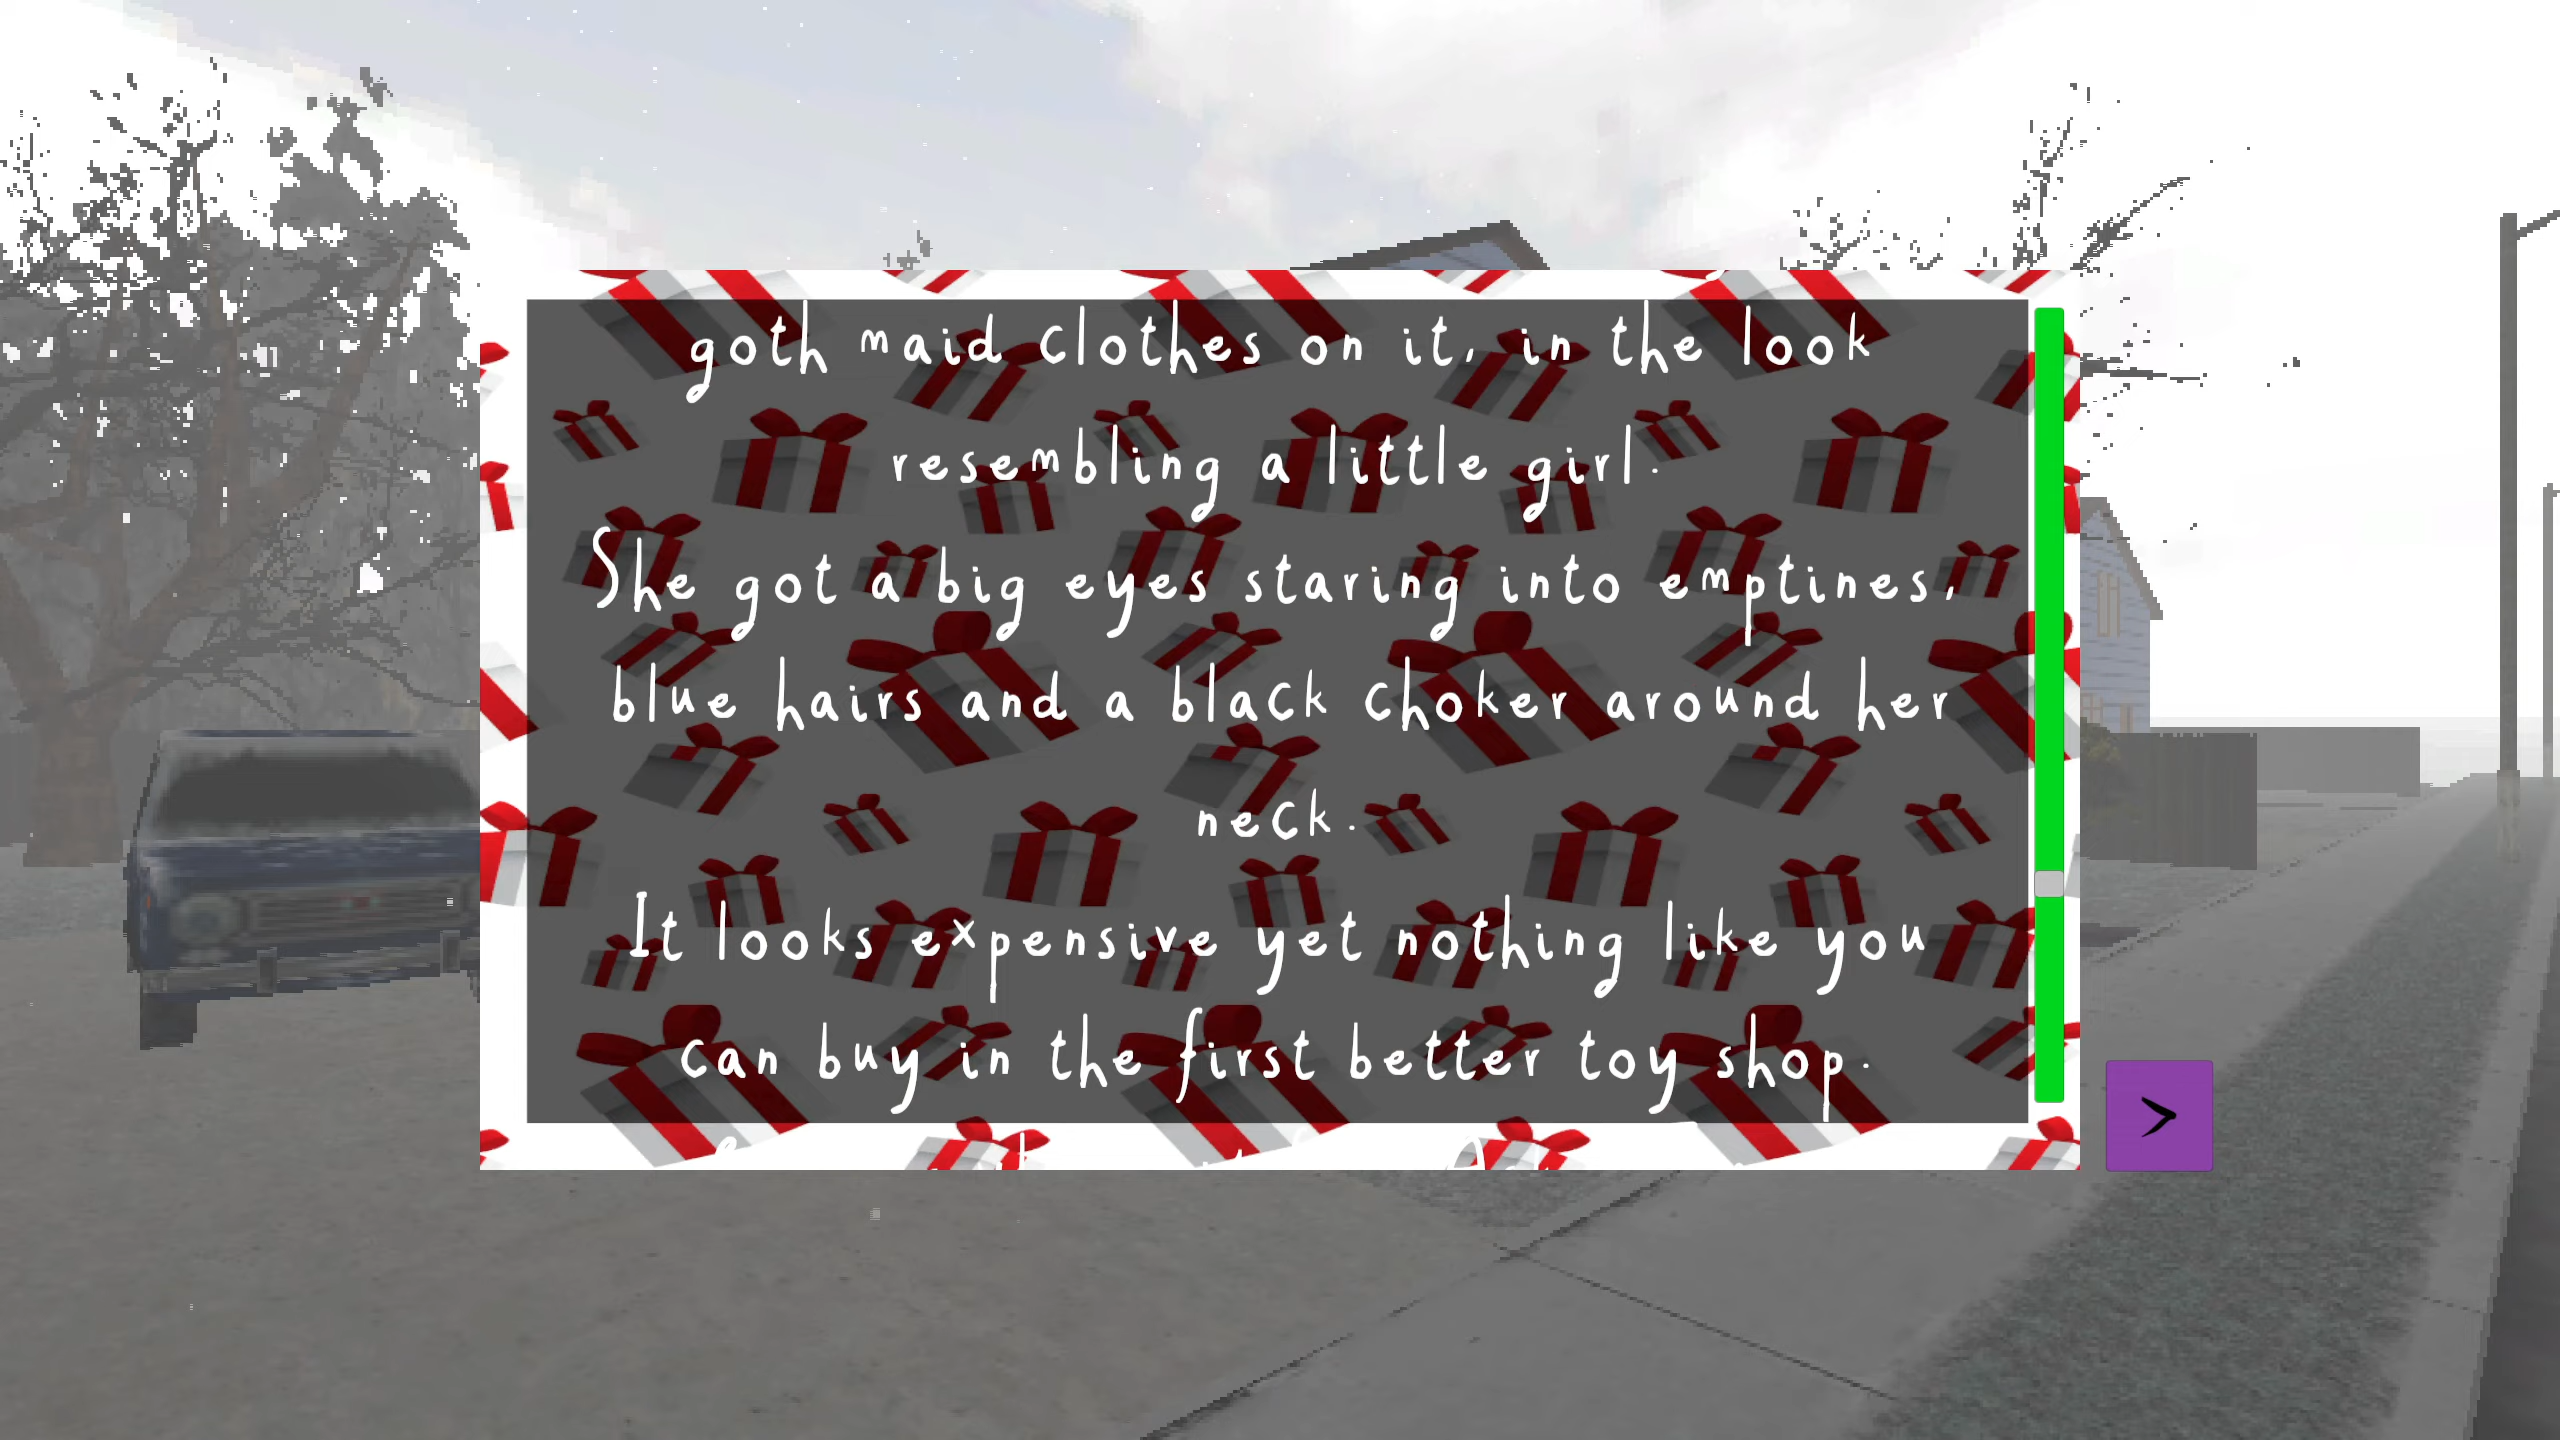 goth maid clothes on it, in the look
resembling a little girl.
She got a big eyes staring into emptines,
blue hairs and a black choker around her
neck.
It looks expensive yet nothing like you
can buy in the first better toy shop.
>